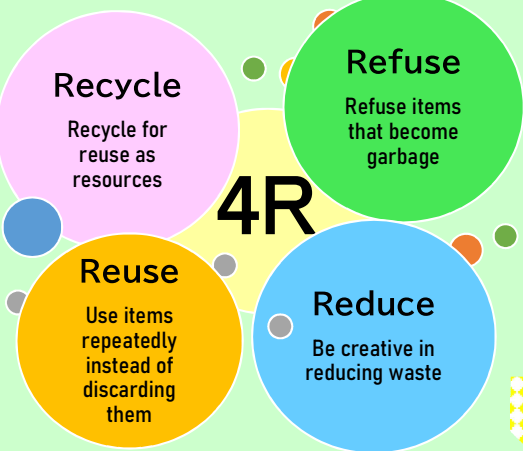 Recycle
Recycle for
reuse as
resources
Refuse
Refuse items
that become
garbage
4R
Reuse
Use items
repeatedly
instead of
discarding
them
Reduce
Be creative in
reducing waste